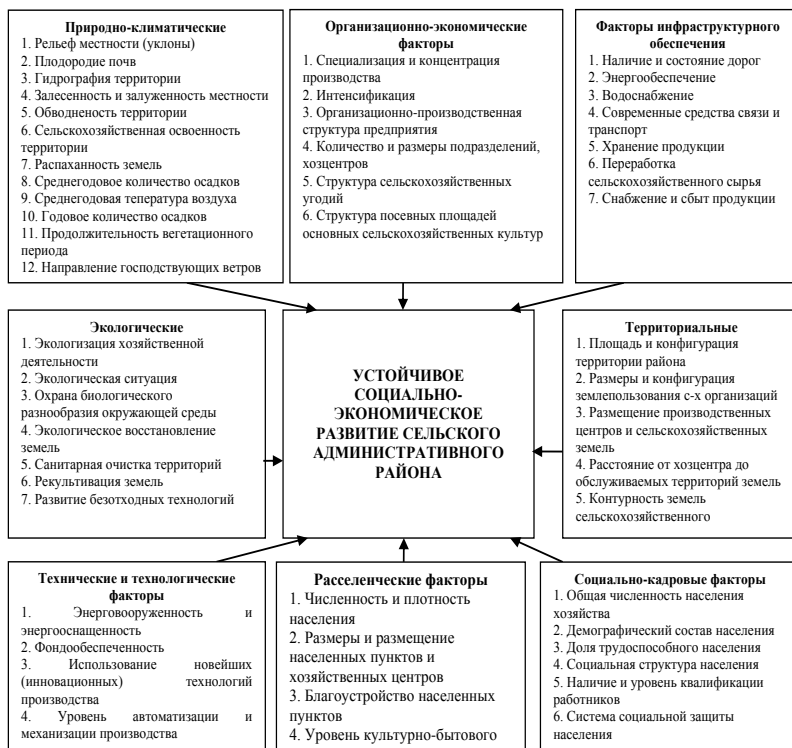 Природно-климатические
1. Рельеф местности (уклоны)
2. Плодородие почв
3. Гидрография территории
4. Залесенность и залуженность местности
5. Обводненость территории
6. Сельскохозяйственная освоенность
территории
7. Распаханность земель
8. Среднегодовое количество осадков
9. Среднегодовая тепература воздуха
10. Годовое количество осадков
11. Продолжительность вегетационного
периода
12. Направление господствующих ветров
Организационно-экономические
факторы
1. Специализация и концентрация
производства
2. Интенсификация
3. Организационно-производственная
структура предприятия
4. Количество и размеры подразделений,
хозцентров
5. Структура сельскохозяйственных
угодий
6. Структура посевных площадей
основных сельскохозяйственных культур
Факторы инфраструктурного
обеспечения
1. Наличие и состояние дорог
2. Энергообеспечение
3. Водоснабжение
4. Современные средства связи и
транспорт
5. Хранение продукции
6. Переработка
сельскохозяйственного сырья
7. Снабжение и сбыт продукции
Экологические
1. Экологизация хозяйственной
деятельности
2. Экологическая ситуация
3. Охрана биологического
разнообразия окружающей среды
4. Экологическое восстановление
земель
5. Санитарная очистка территорий
6. Рекультивация земель
7. Развитие безотходных технологий
УСТОЙЧИВОЕ
СОЦИАЛЬНО-
ЭКОНОМИЧЕСКОЕ
РАЗВИТИЕ СЕЛЬСКОГО
АДМИНИСТРАТИВНОГО
РАЙОНА
Территориальные
1. Площадь и конфигурация
территории района
2. Размеры и конфигурация
землепользования с-х организаций
3. Размещение производственных
центров и сельскохозяйственных
земель
4. Расстояние от хозцентра до
обслуживаемых территорий земель
5. Контурность земель
сельскохозяйственного
Технические и технологические
факторы
1. Энерговооруженность и
энергооснащенность
2. Фондообеспеченность
3. Использование новейших
(инновационных) технологий
производства
4. Уровень автоматизации и
механизации производства
Расселенческие факторы
1. Численность и плотность
населения
2. Размеры и размещение
населенных пунктов и
хозяйственных центров
3. Благоустройство населенных
пунктов
4. Уровень культурно-бытового
Социально-кадровые факторы
1. Общая численность населения
хозяйства
2. Демографический состав населения
3. Доля трудоспособного населения
4. Социальная структура населения
5. Наличие и уровень квалификации
работников
6. Система социальной защиты
населения